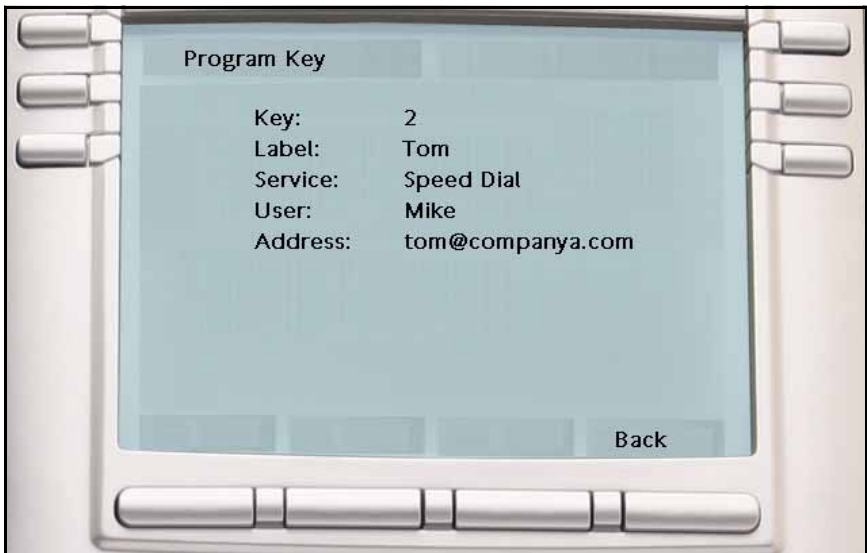 Program Key
Key: 2
Label: Tom
Service: Speed Dial
User: Mike
Address: tom@companya.com
Back